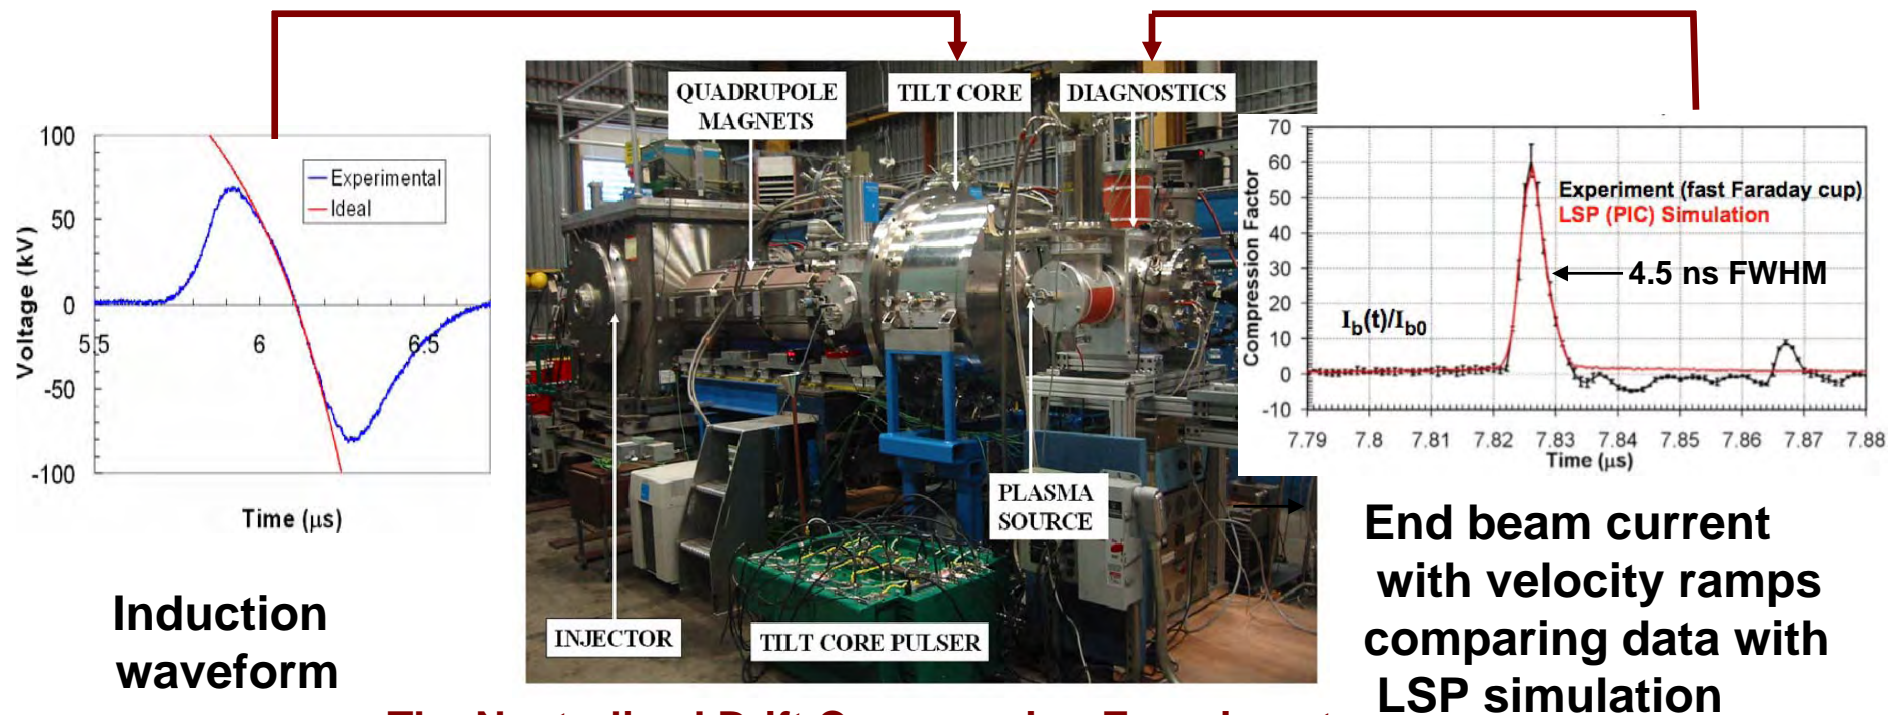 100
50
0
-50
-100
Voltage (kV)
5.5
6
6.5
Experimental
Ideal
Time (µs)
Induction
waveform
QUADRUPOLE
MAGNETS
TILT CORE
DIAGNOSTICS
PLASMA
SOURCE
INJECTOR
TILT CORE PULSER
70
60
50
40
30
20
10
0
-10
Compression Factor
Experiment (fast Faraday cup)
LSP (PIC) Simulation
4.5 ns FWHM
Ib(t)/Ib0
7.79 7.8 7.81 7.82 7.83 7.84 7.85 7.86 7.87 7.88
Time (µs)
End beam current
with velocity ramps
comparing data with
LSP simulation